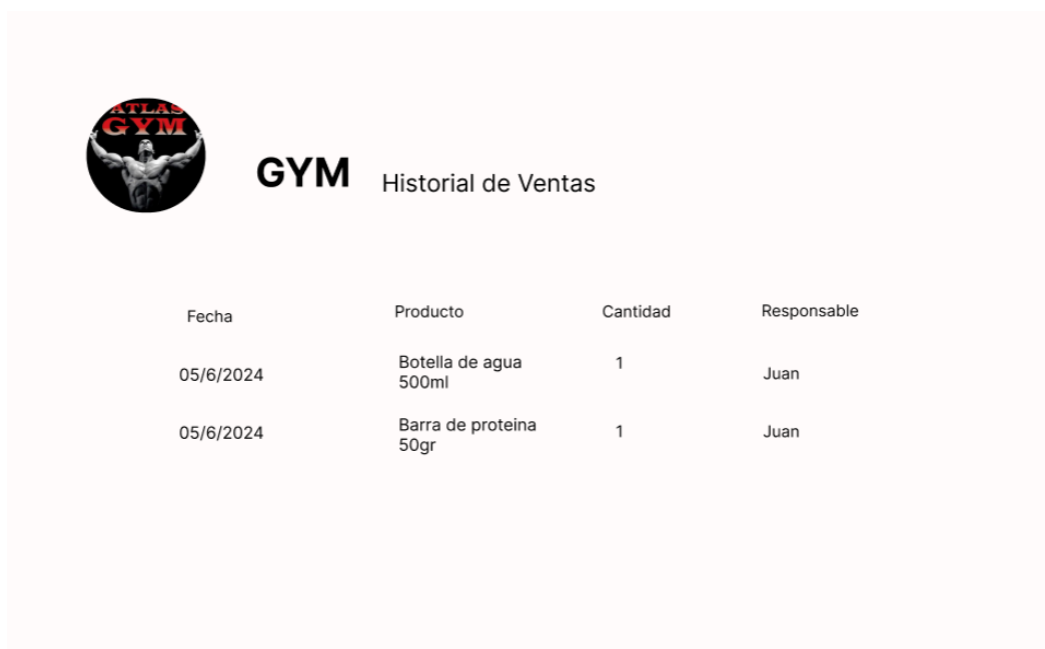 ATLAS
GYM
GYM
Historial de Ventas
Fecha
Producto
Cantidad
Responsable
05/6/2024
Botella de agua
500ml
1
Juan
05/6/2024
Barra de proteina
50gr
1
Juan